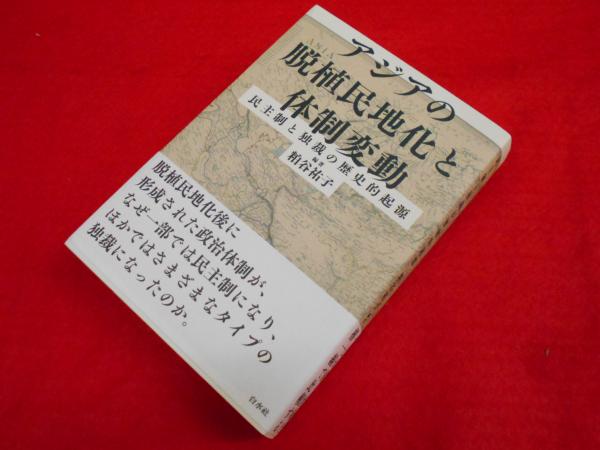 アジアの
ASIA
脱植民地化と
体制変動
民主制と独裁の歴史的起源
編著
粕谷祐子
脱植民地化後に
形成された政治体制が、
なぜ一部では民主制になり、
ほかではさまざまなタイプの
独裁になったのか。
白水社